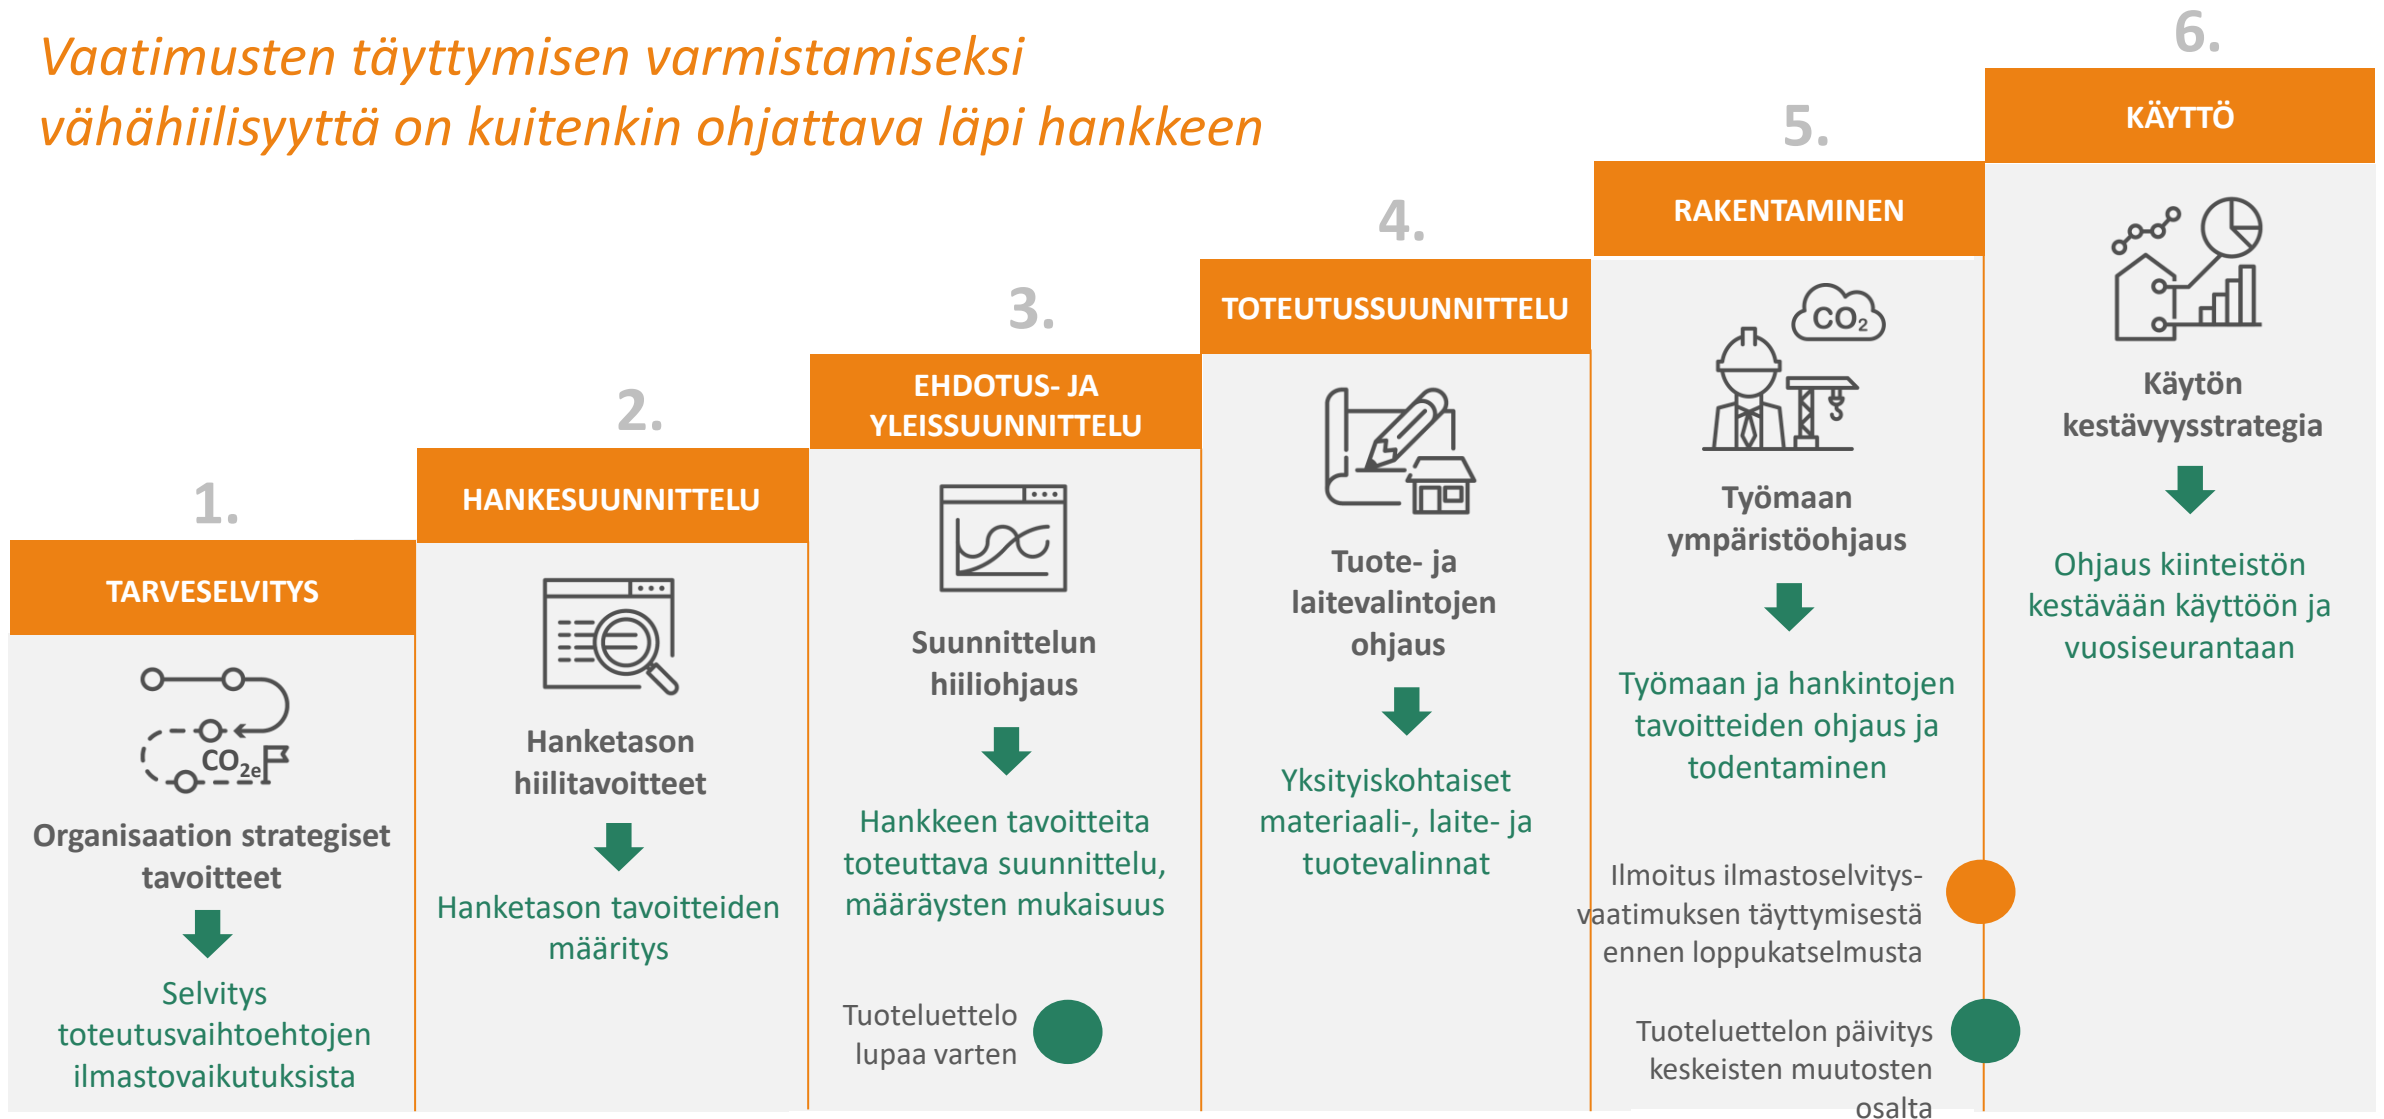 Vaatimusten täyttymisen varmistamiseksi
vähähiilisyyttä on kuitenkin ohjattava läpi hankkeen
1.
TARVESELVITYS
CO2e
Organisaation strategiset
tavoitteet
Selvitys
toteutusvaihtoehtojen
ilmastovaikutuksista
2.
HANKESUUNNITTELU
Hanketason
hiilitavoitteet
Hanketason tavoitteiden
määritys
3.
EHDOTUS- JA
YLEISSUUNNITTELU
Suunnittelun
hiiliohjaus
Hankkeen tavoitteita
toteuttava suunnittelu,
määräysten mukaisuus
Tuoteluettelo
lupaa varten
4.
TOTEUTUSSUUNNITTELU
Tuote- ja
laitevalintojen
ohjaus
Yksityiskohtaiset
materiaali-, laite- ja
tuotevalinnat
5.
RAKENTAMINEN
CO2
Työmaan
ympäristöohjaus
Työmaan ja hankintojen
tavoitteiden ohjaus ja
todentaminen
Ilmoitus ilmastoselvitys-
vaatimuksen täyttymisestä
ennen loppukatselmusta
Tuoteluettelon päivitys
keskeisten muutosten
osalta
6.
KÄYTTÖ
Käytön
kestävyysstrategia
Ohjaus kiinteistön
kestävään käyttöön ja
vuosiseurantaan